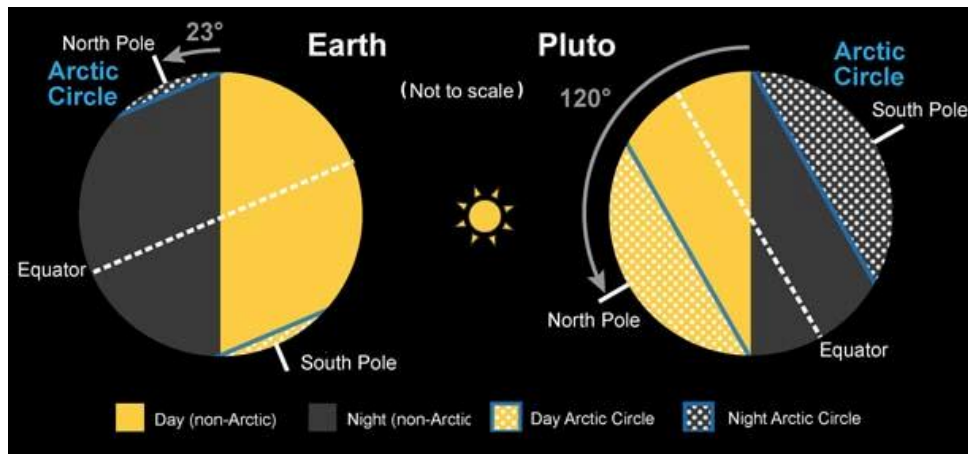 23°
North Pole
Arctic
Circle
Earth
Equator
South Pole
(Not to scale)
Pluto
120°
Arctic
Circle
South Pole
North Pole
Equator
Day (non-Arctic)
Night (non-Arctic
Day Arctic Circle
Night Arctic Circle